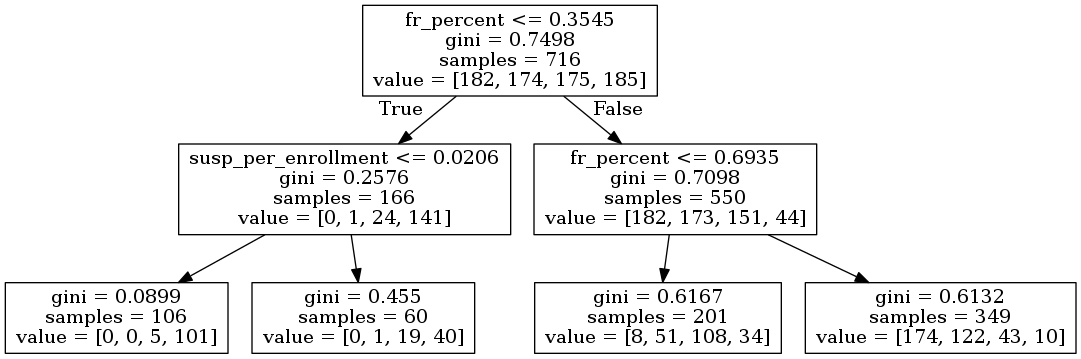 fr_percent <= 0.3545
gini = 0.7498
samples = 716
value = [182, 174, 175, 185]
True
False
susp_per_enrollment <= 0.0206
gini = 0.2576
samples = 166
value = [0, 1, 24, 141]
fr_percent <= 0.6935
gini = 0.7098
samples = 550
value = [182, 173, 151, 44]
gini = 0.0899
samples = 106
value = [0, 0, 5, 101]
gini = 0.455
samples = 60
value = [0, 1, 19, 40]
gini = 0.6167
samples = 201
value = [8, 51, 108, 34]
gini = 0.6132
samples = 349
value = [174, 122, 43, 10]